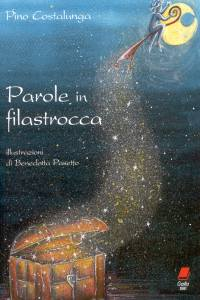 Pino Costalunga
Parole in
filastrocca
illustrazioni
di Benedetta Pasetto